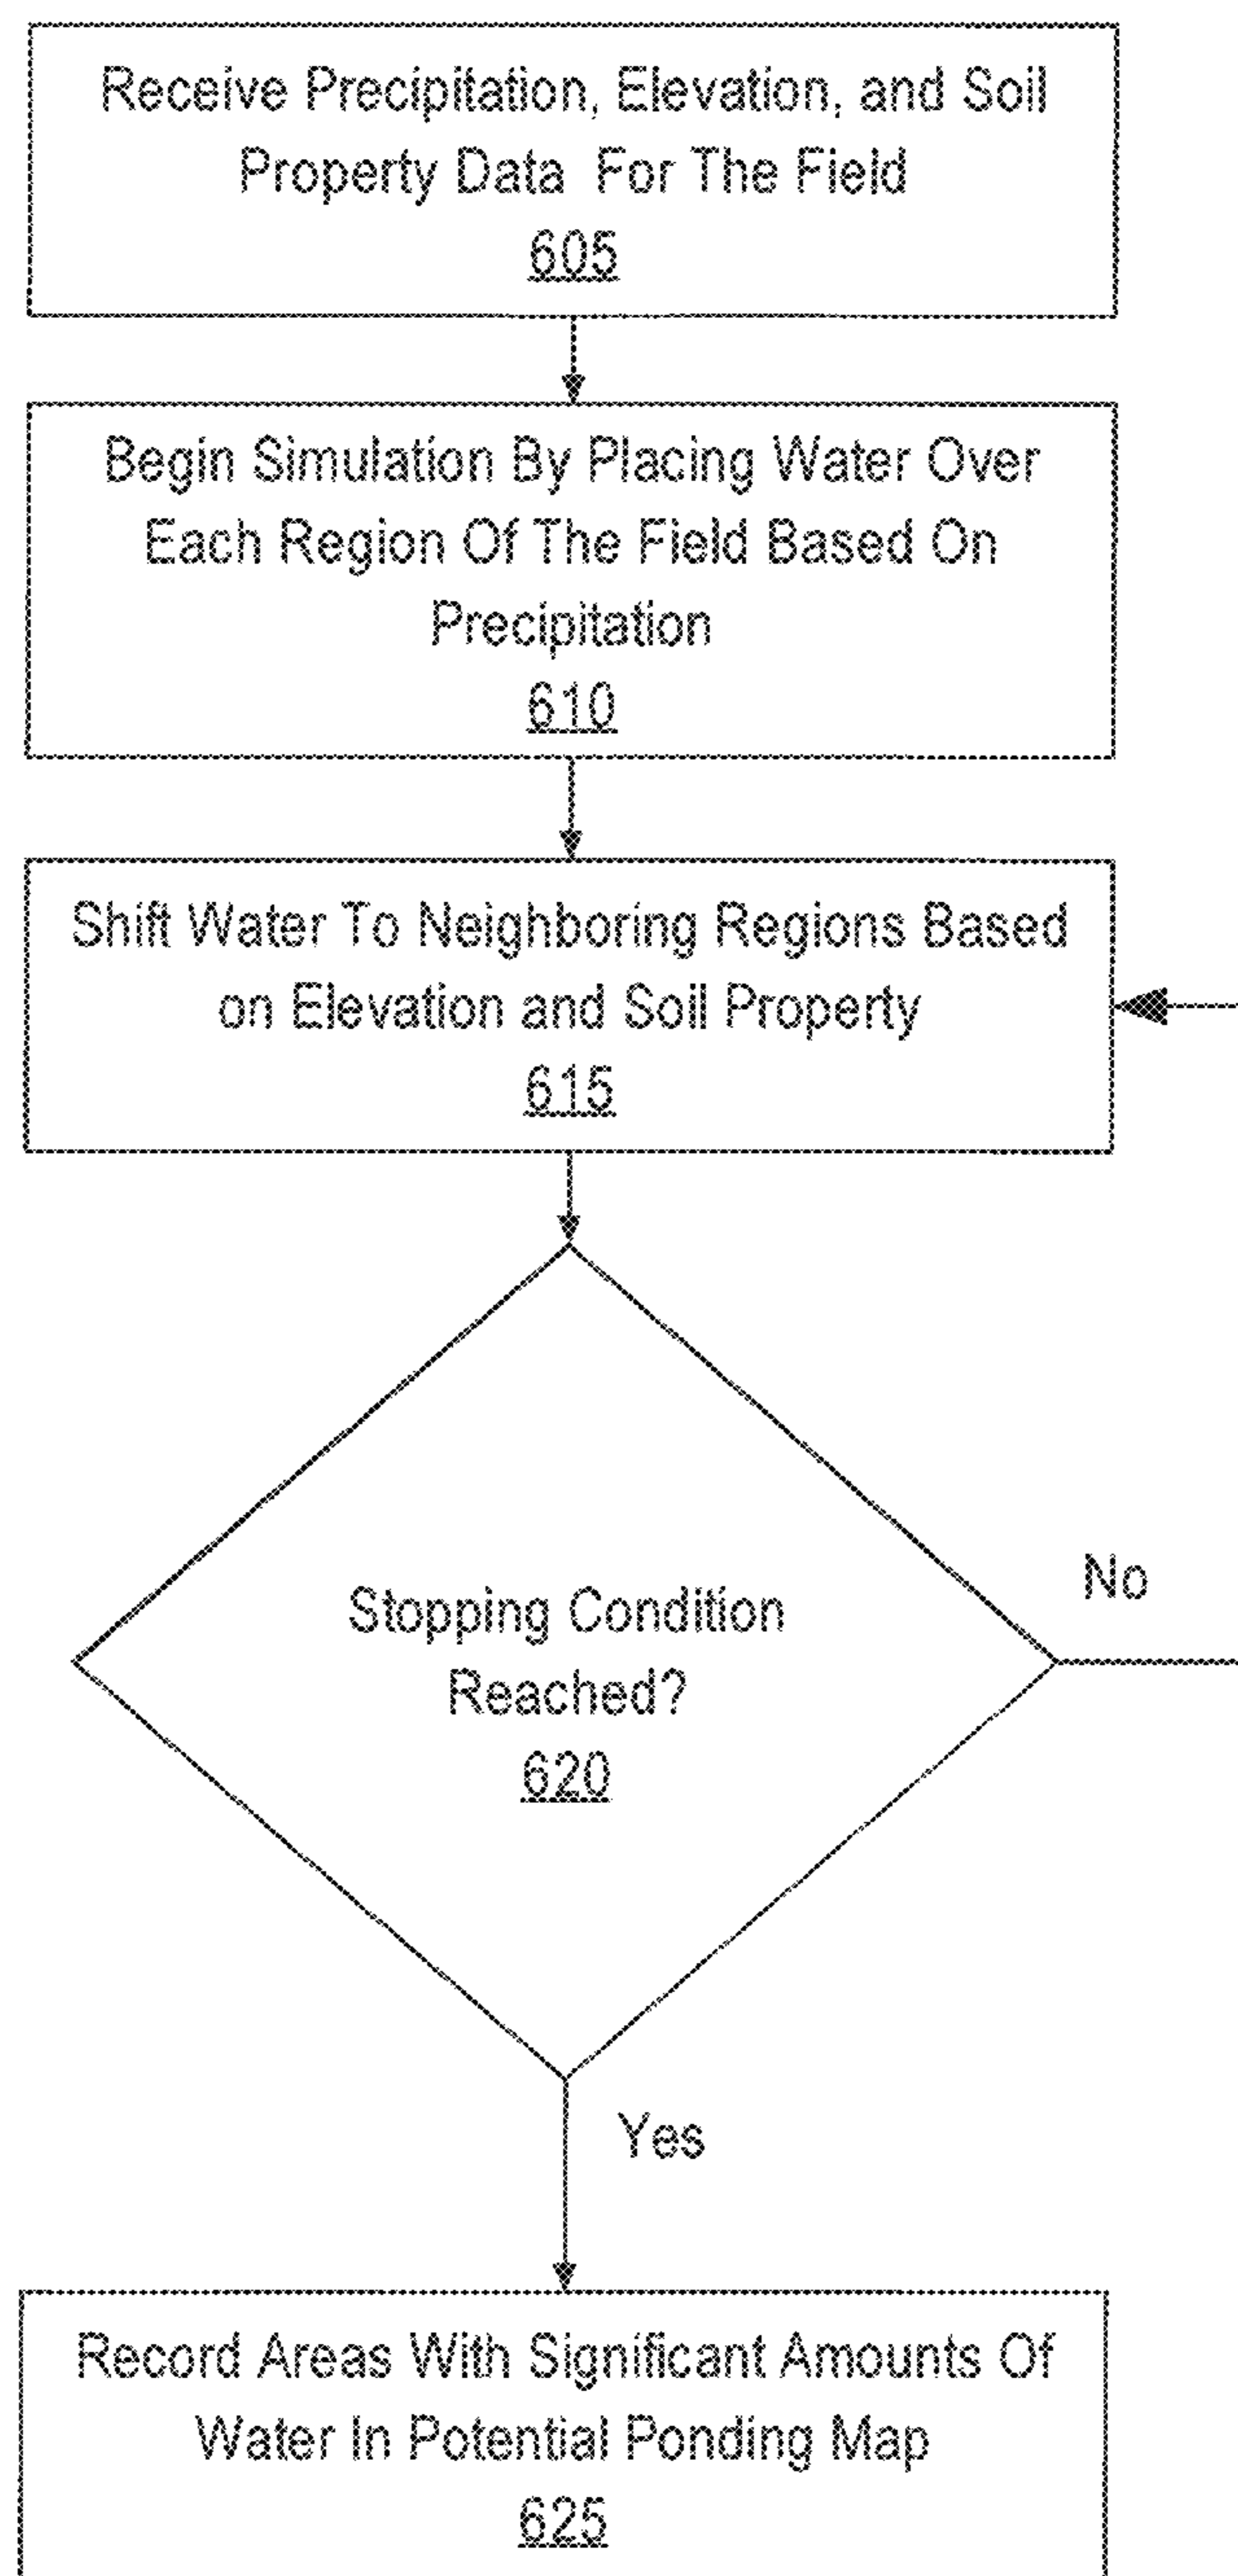 Receive Precipitation, Elevation, and Soil
Property Data For The Field
605
Begin Simulation By Placing Water Over
Each Region Of The Field Based On
Precipitation
610
Shift Water To Neighboring Regions Based
on Elevation and Soil Property
615
Stopping Condition
Reached?
620
No
Yes
Record Areas With Significant Amounts Of
Water In Potential Ponding Map
625